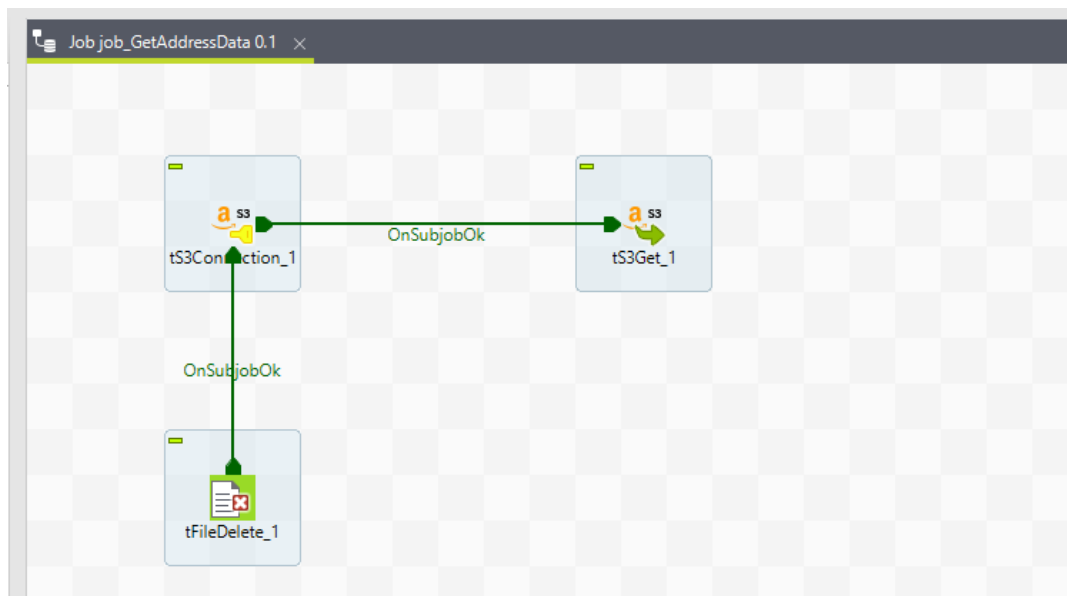 Job job_GetAddressData 0.1
a S3
a S3
OnSubjobOk
tS3Connection_1
tS3Get_1
OnSubjobOk
tFileDelete_1